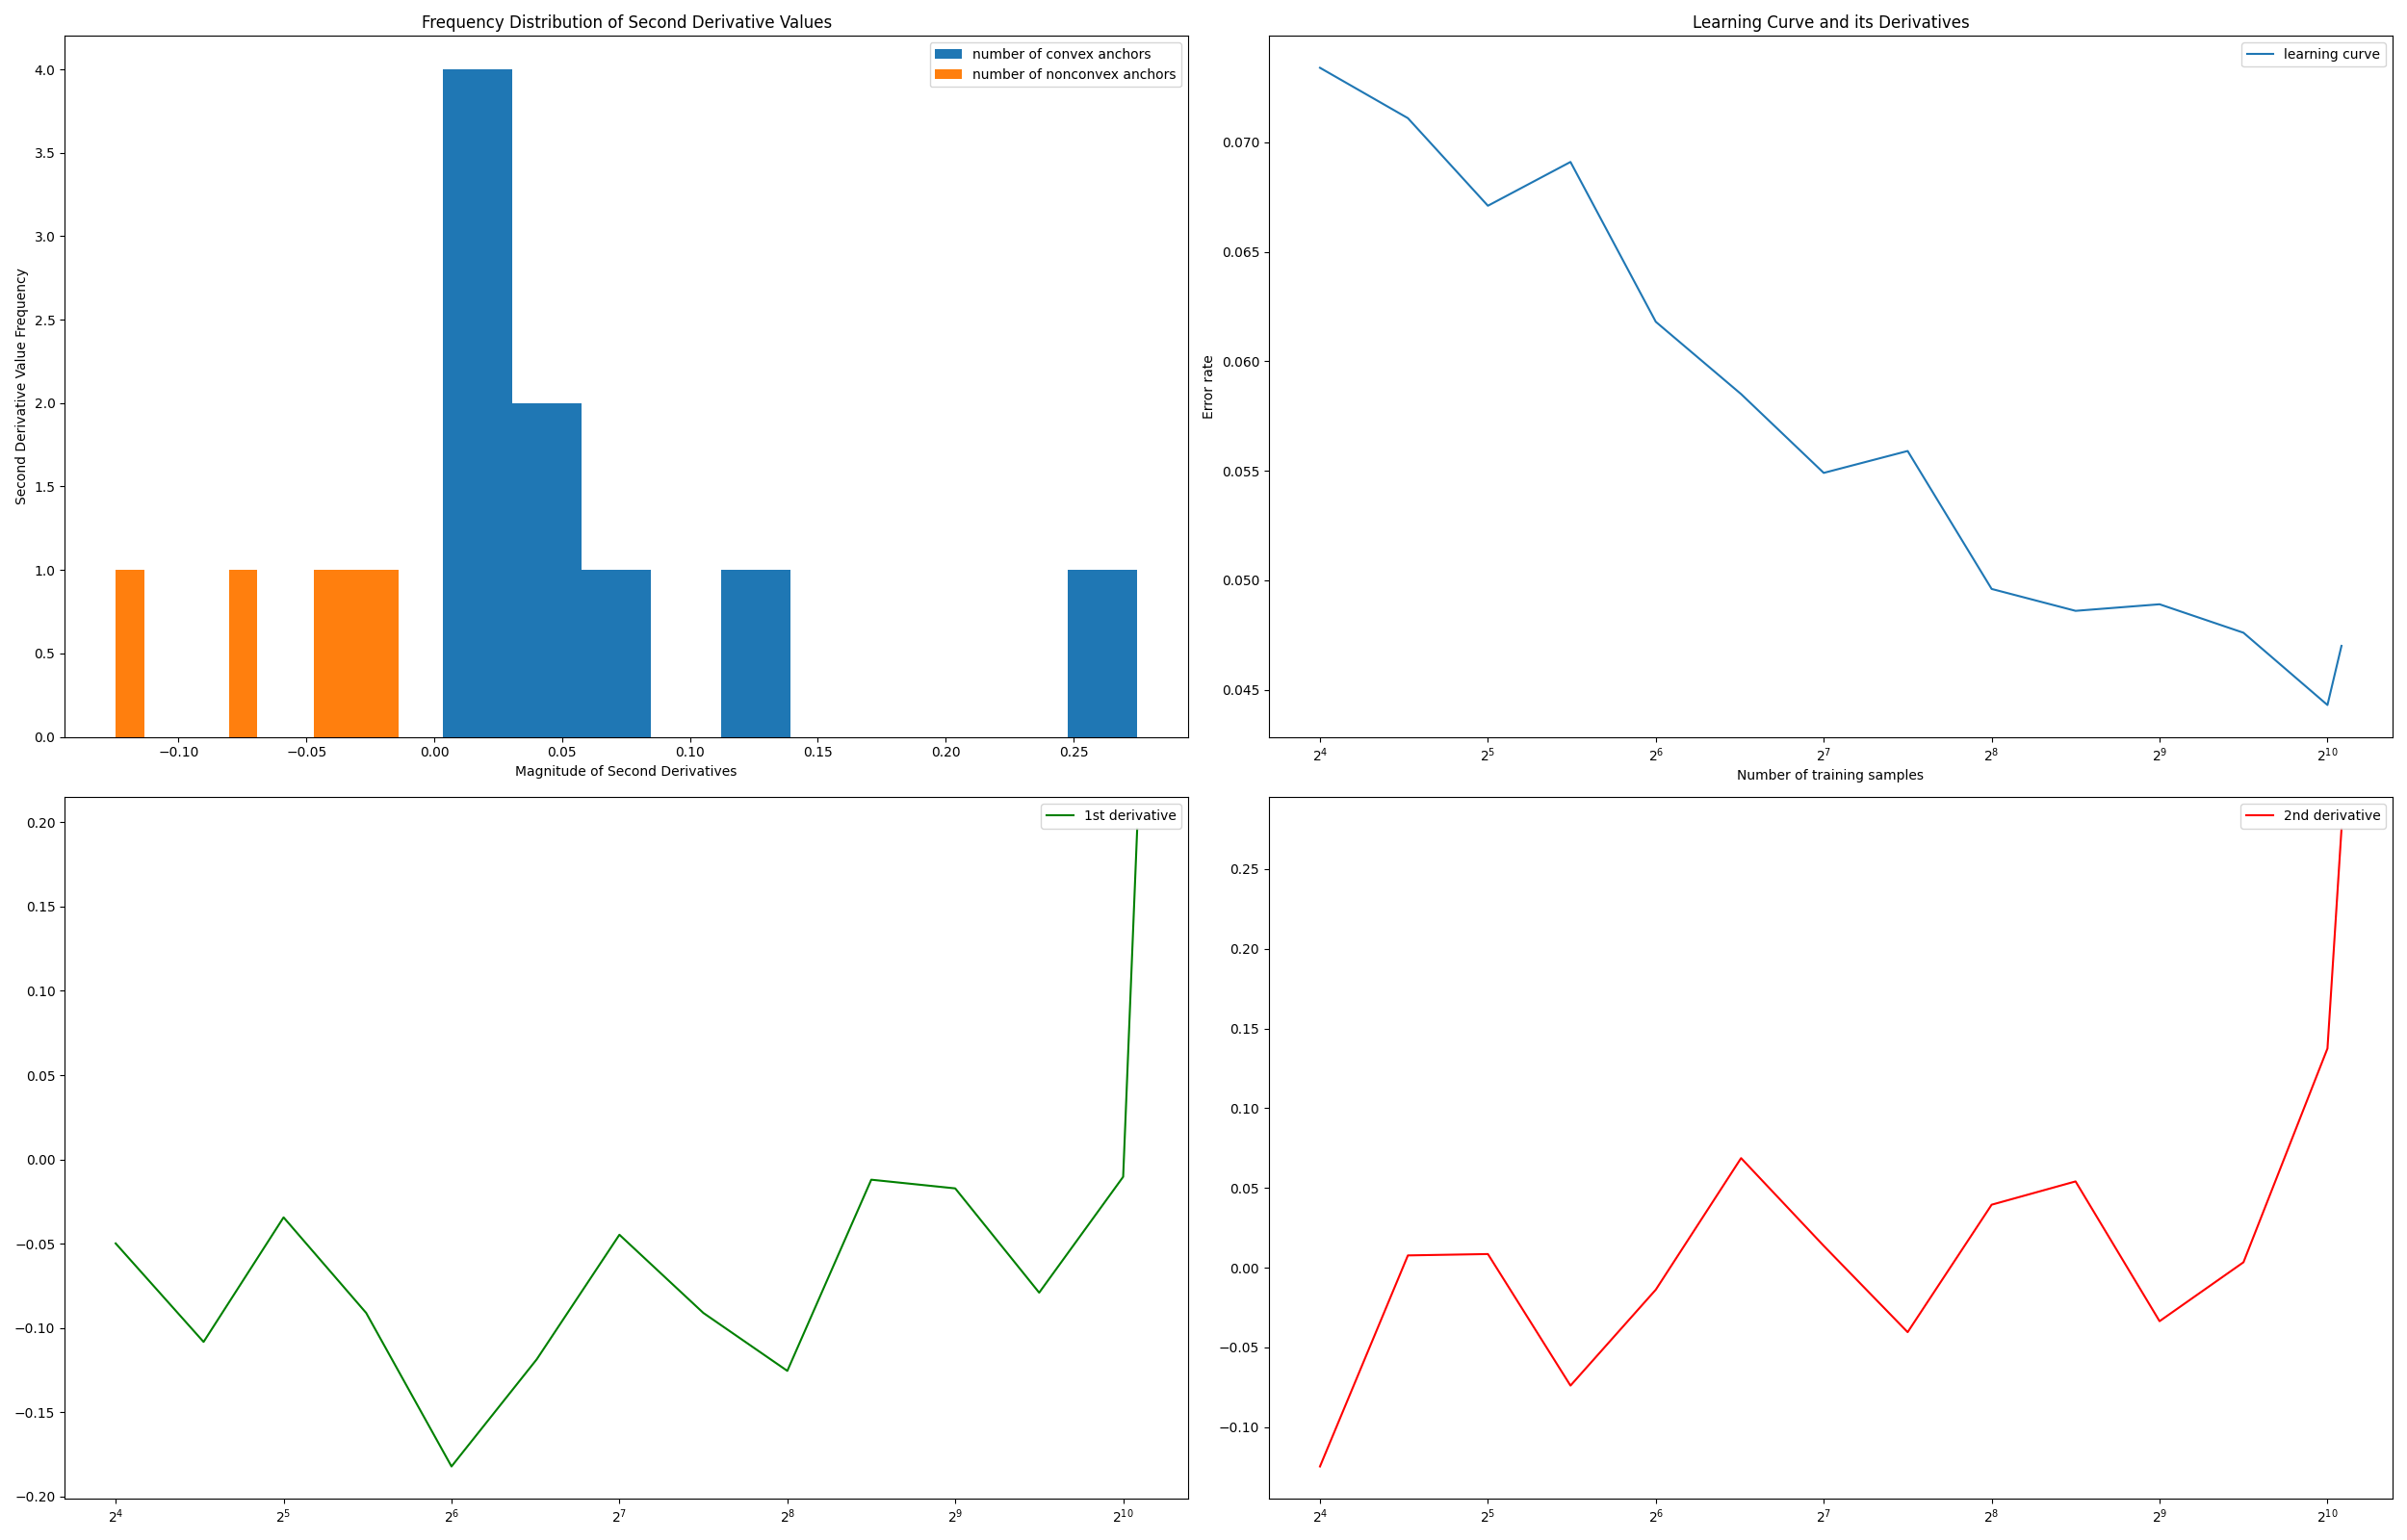 Frequency Distribution of Second Derivative Values
number of convex anchors
number of nonconvex anchors
Second Derivative Value Frequency
4.0
3.5
3.0
2.5
2.0
1.5
1.0
0.5
0.0
−0.10 −0.05 0.00 0.05 0.10 0.15 0.20 0.25
Magnitude of Second Derivatives
Learning Curve and its Derivatives
learning curve
Error rate
0.070
0.065
0.060
0.055
0.050
0.045
2⁴ 2⁵ 2⁶ 2⁷ 2⁸ 2⁹ 2¹⁰
Number of training samples
1st derivative
0.20
0.15
0.10
0.05
0.00
−0.05
−0.10
−0.15
−0.20
2⁴ 2⁵ 2⁶ 2⁷ 2⁸ 2⁹ 2¹⁰
2nd derivative
0.25
0.20
0.15
0.10
0.05
0.00
−0.05
−0.10
2⁴ 2⁵ 2⁶ 2⁷ 2⁸ 2⁹ 2¹⁰